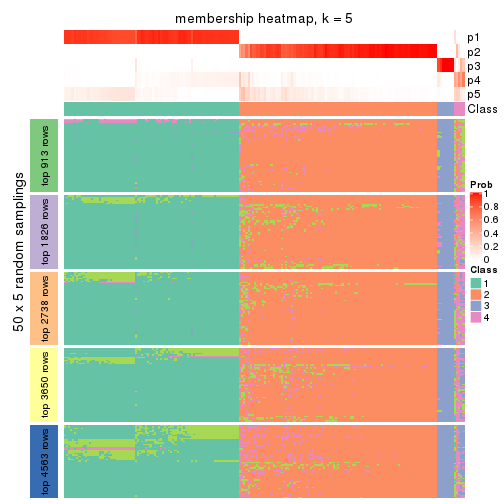 membership heatmap, k = 5
p1
p2
p3
p4
p5
Class
50 x 5 random samplings
top 913 rows
top 1826 rows
top 2738 rows
top 3650 rows
top 4563 rows
Prob
1
0.8
0.6
0.4
0.2
0
Class
1
2
3
4